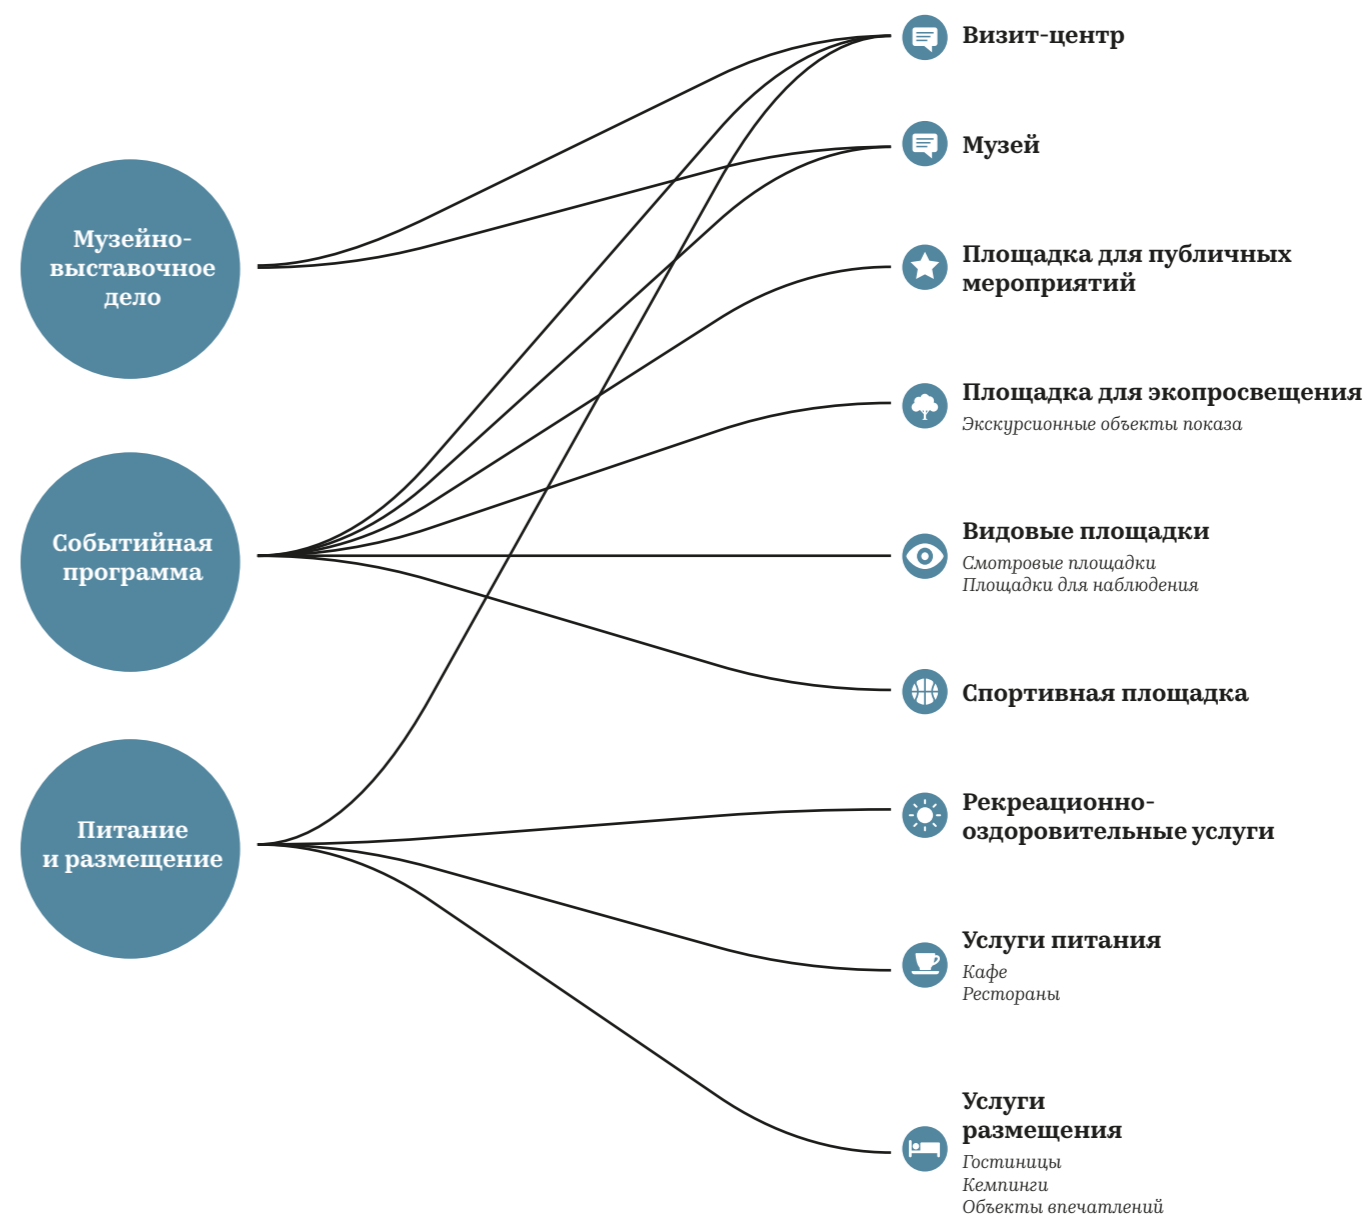 Музейно-
выставочное
дело
Событийная
программа
Питание
и размещение
Визит-центр
Музей
Площадка для публичных
мероприятий
Площадка для экопросвещения
Экскурсионные объекты показа
Видовые площадки
Смотровые площадки
Площадки для наблюдения
Спортивная площадка
Рекреационно-
оздоровительные услуги
Услуги питания
Кафе
Рестораны
Услуги
размещения
Гостиницы
Кемпинги
Объекты впечатлений